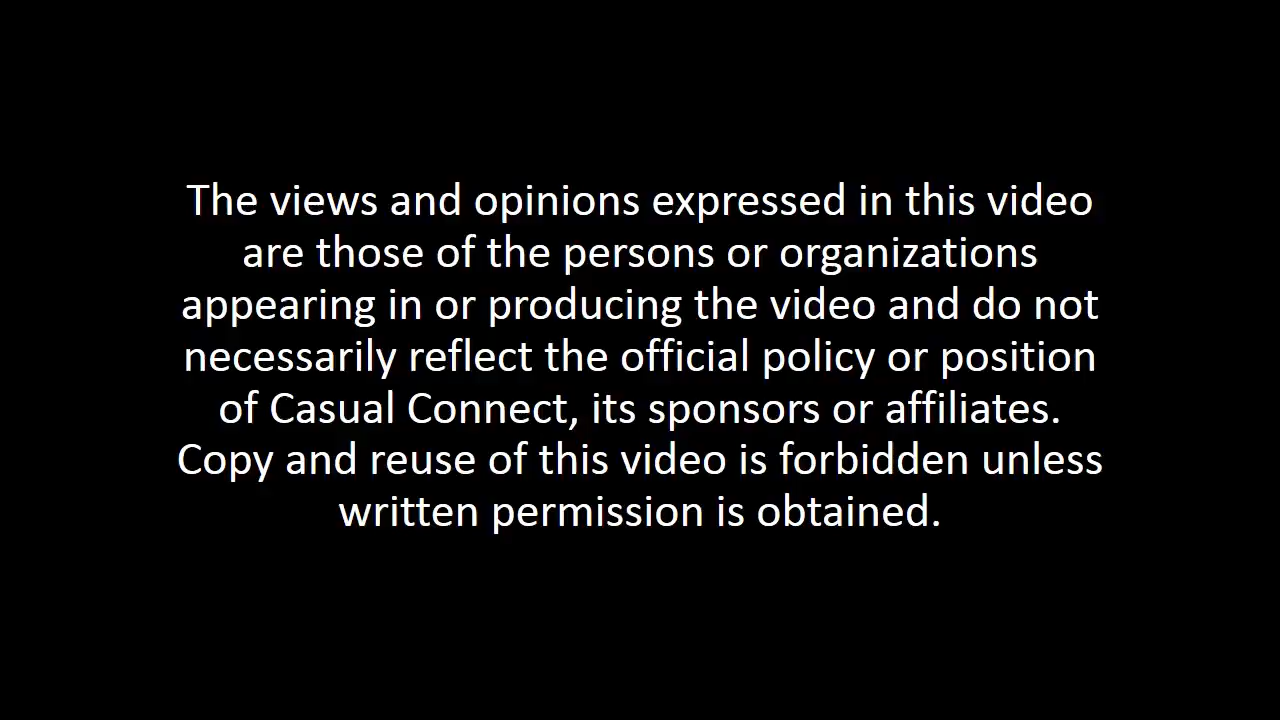 The views and opinions expressed in this video
are those of the persons or organizations
appearing in or producing the video and do not
necessarily reflect the official policy or position
of Casual Connect, its sponsors or affiliates.
Copy and reuse of this video is forbidden unless
written permission is obtained.